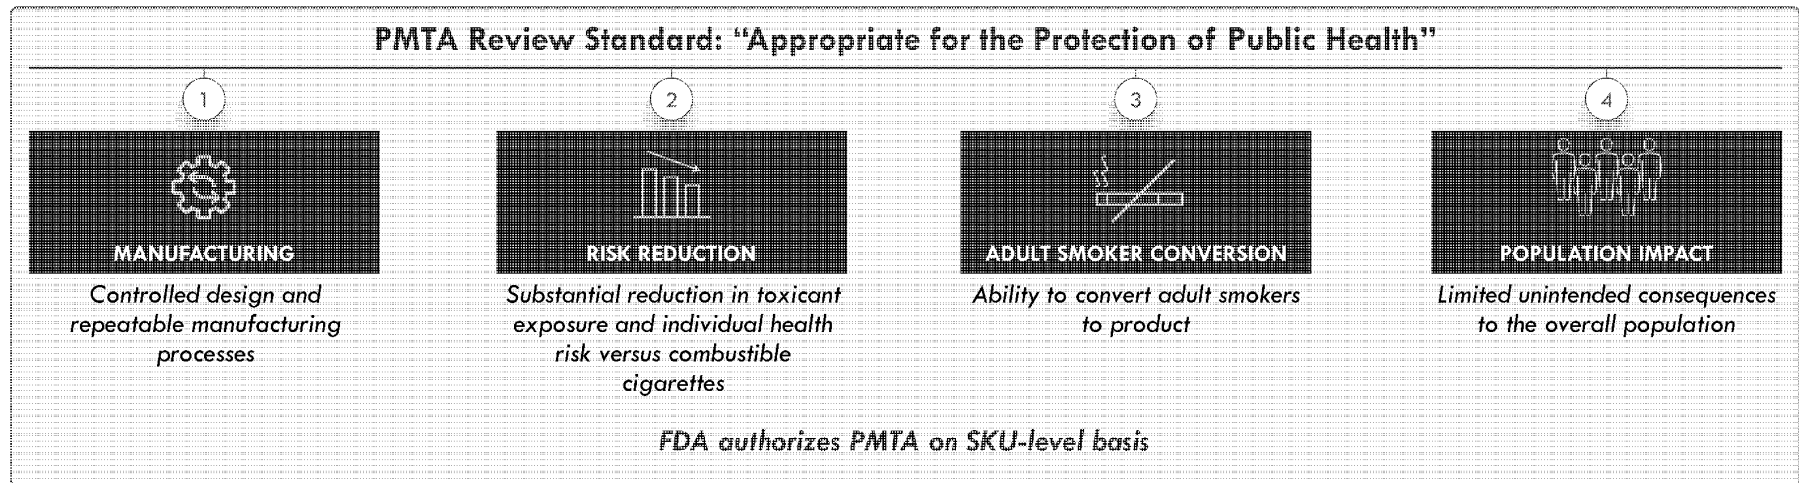 PMTA Review Standard: “Appropriate for the Protection of Public Health”
1
2
3
4
MANUFACTURING
Controlled design and
repeatable manufacturing
processes
RISK REDUCTION
Substantial reduction in toxicant
exposure and individual health
risk versus combustible
cigarettes
ADULT SMOKER CONVERSION
Ability to convert adult smokers
to product
POPULATION IMPACT
Limited unintended consequences
to the overall population
FDA authorizes PMTA on SKU-level basis